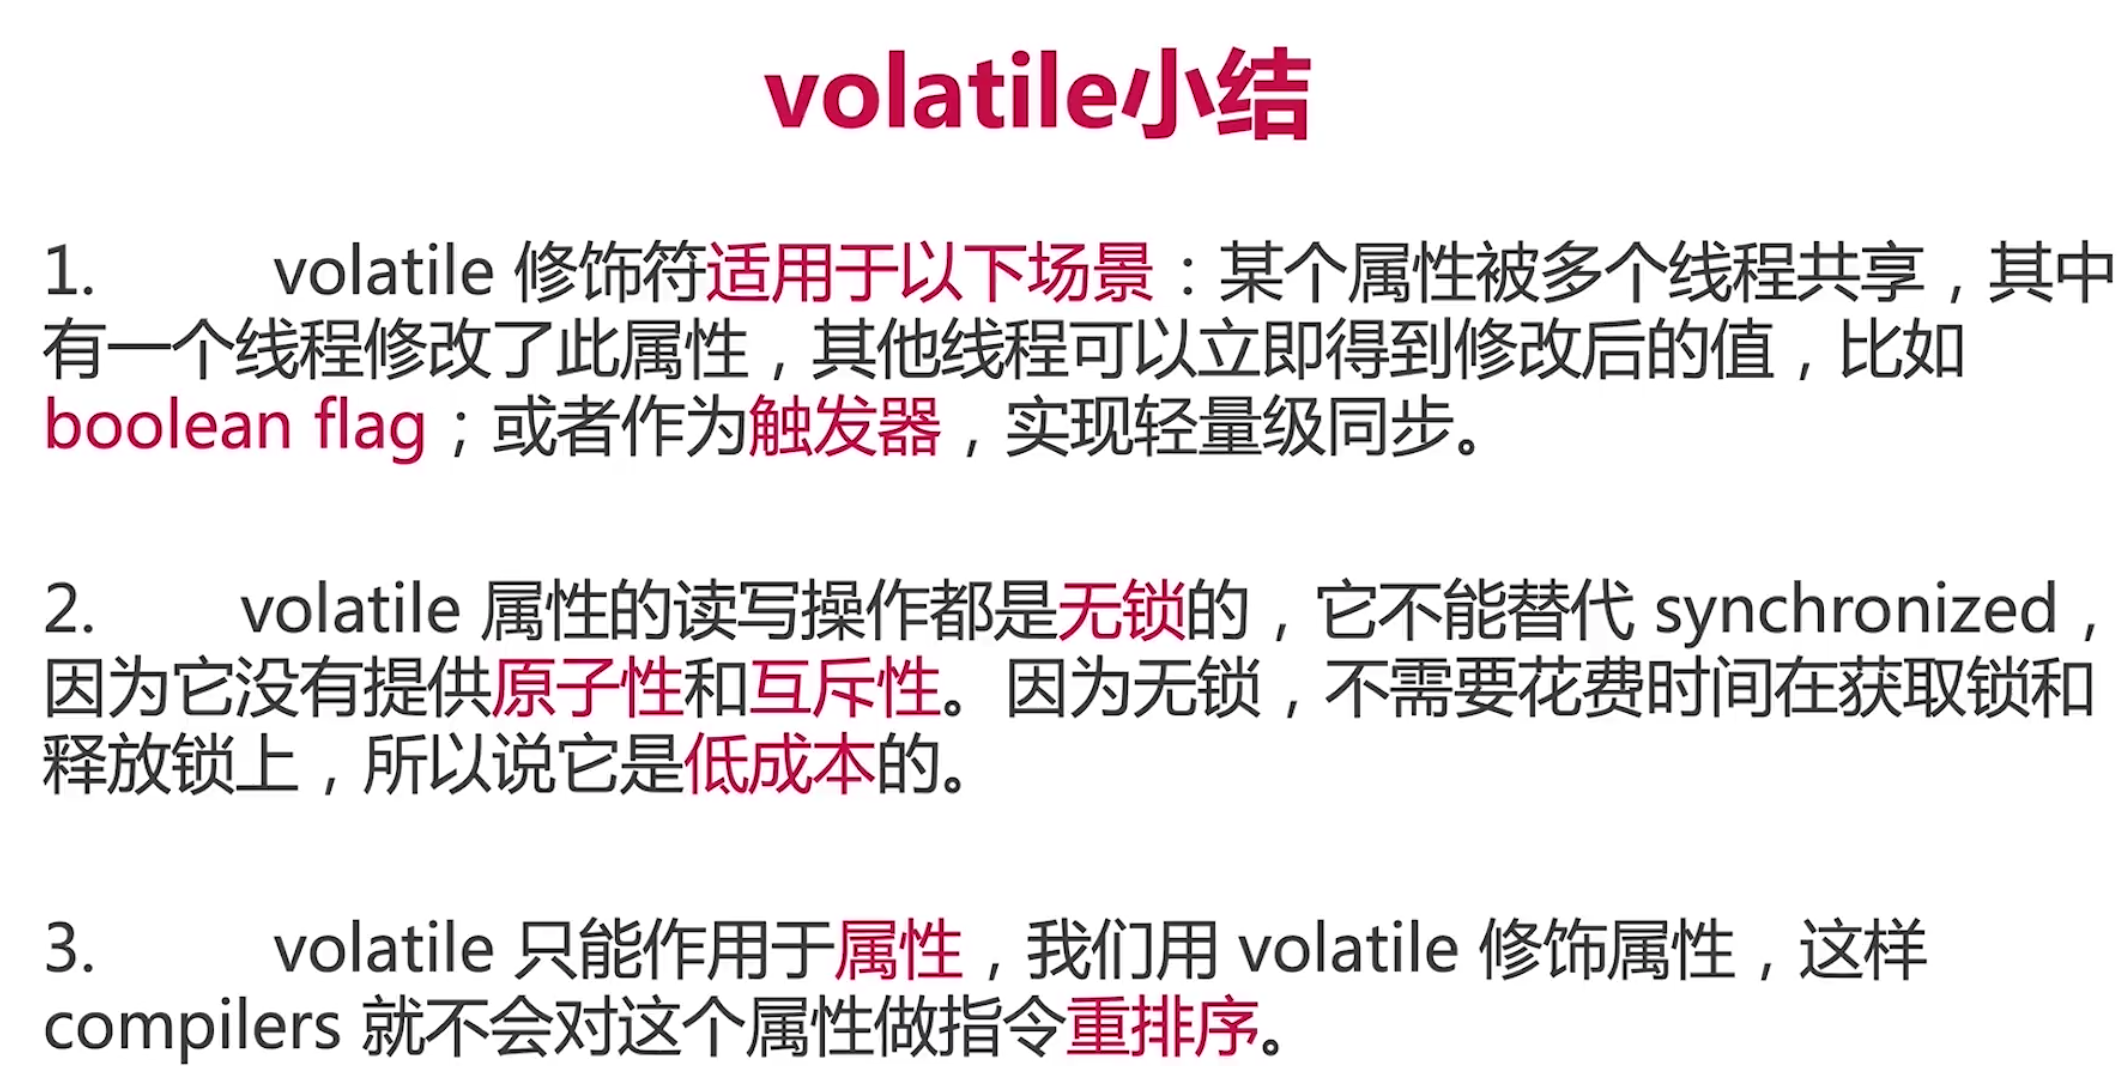 volatile小结
1. volatile 修饰符适用于以下场景：某个属性被多个线程共享，其中
有一个线程修改了此属性，其他线程可以立即得到修改后的值，比如
boolean flag；或者作为触发器，实现轻量级同步。
2. volatile 属性的读写操作都是无锁的，它不能替代 synchronized，
因为它没有提供原子性和互斥性。因为无锁，不需要花费时间在获取锁和
释放锁上，所以说它是低成本的。
3. volatile 只能作用于属性，我们用 volatile 修饰属性，这样
compilers 就不会对这个属性做指令重排序。